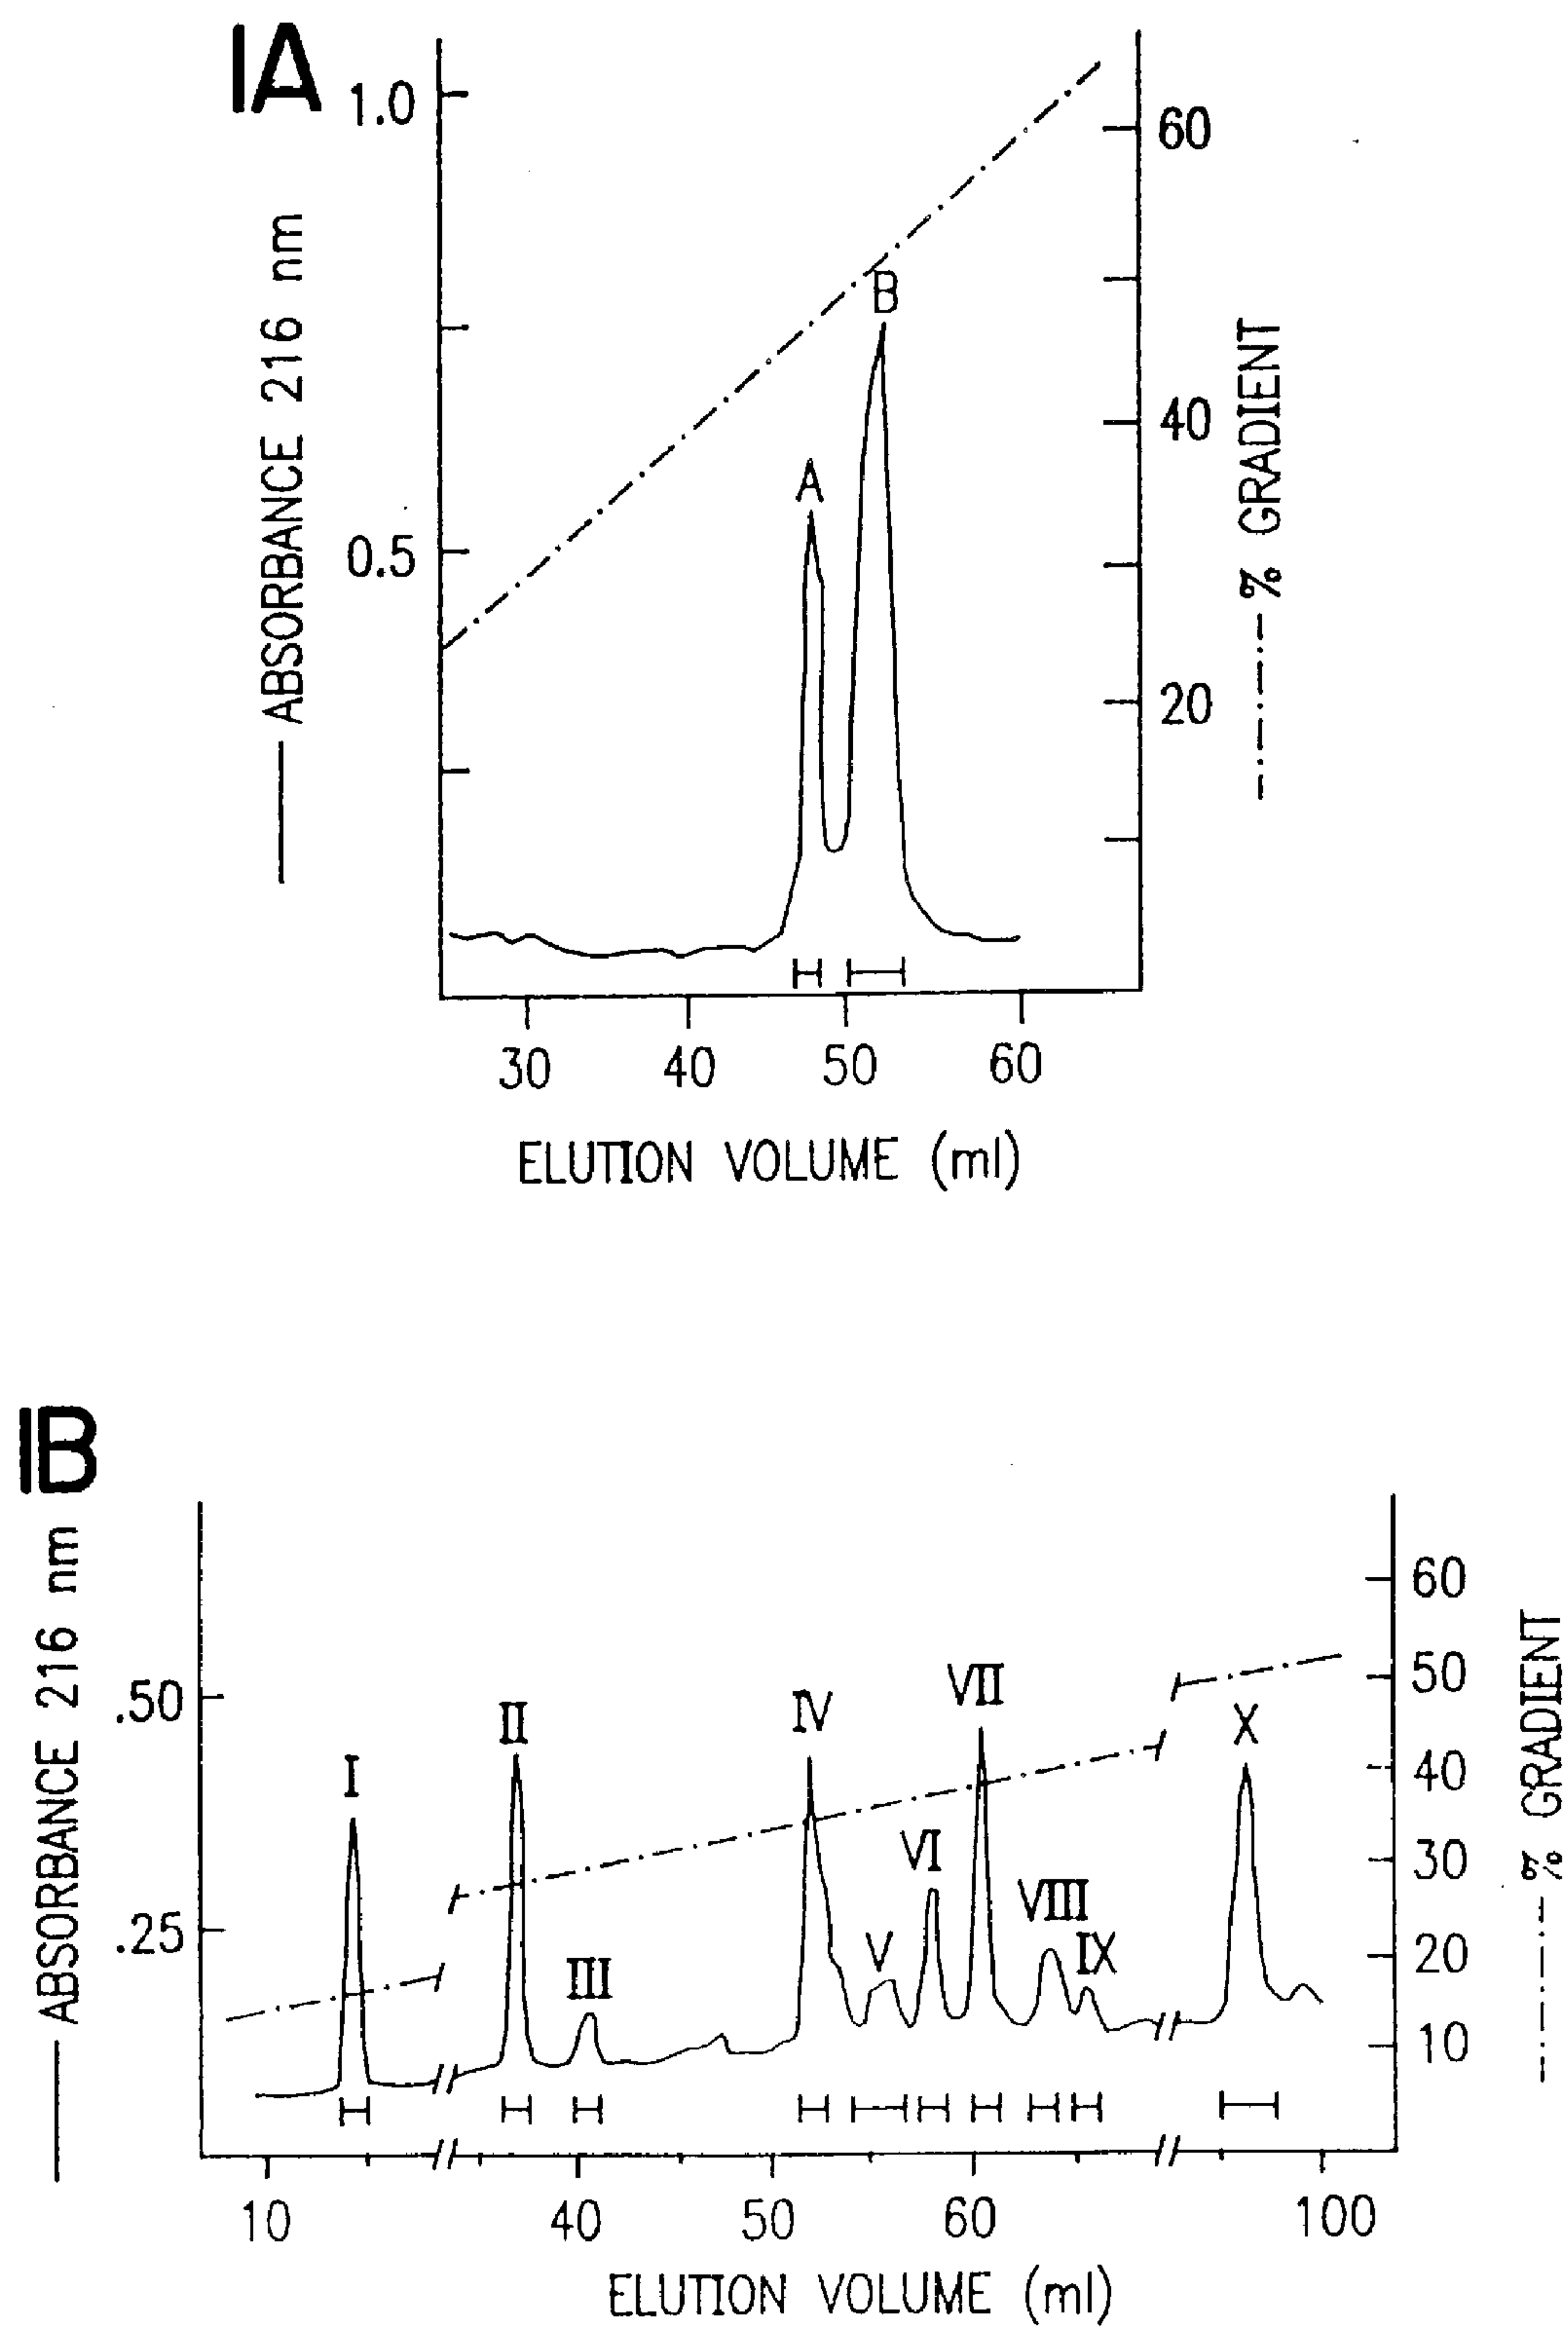 IA
1.0
0.5
ABSORBANCE 216 nm
A
B
60
40
20
% GRADIENT
30 40 50 60
ELUTION VOLUME (ml)
IB
.50
.25
ABSORBANCE 216 nm
I
II
III
IV
V
VI
VII
VIII
IX
X
60
50
40
30
20
10
% GRADIENT
10 40 50 60 100
ELUTION VOLUME (ml)